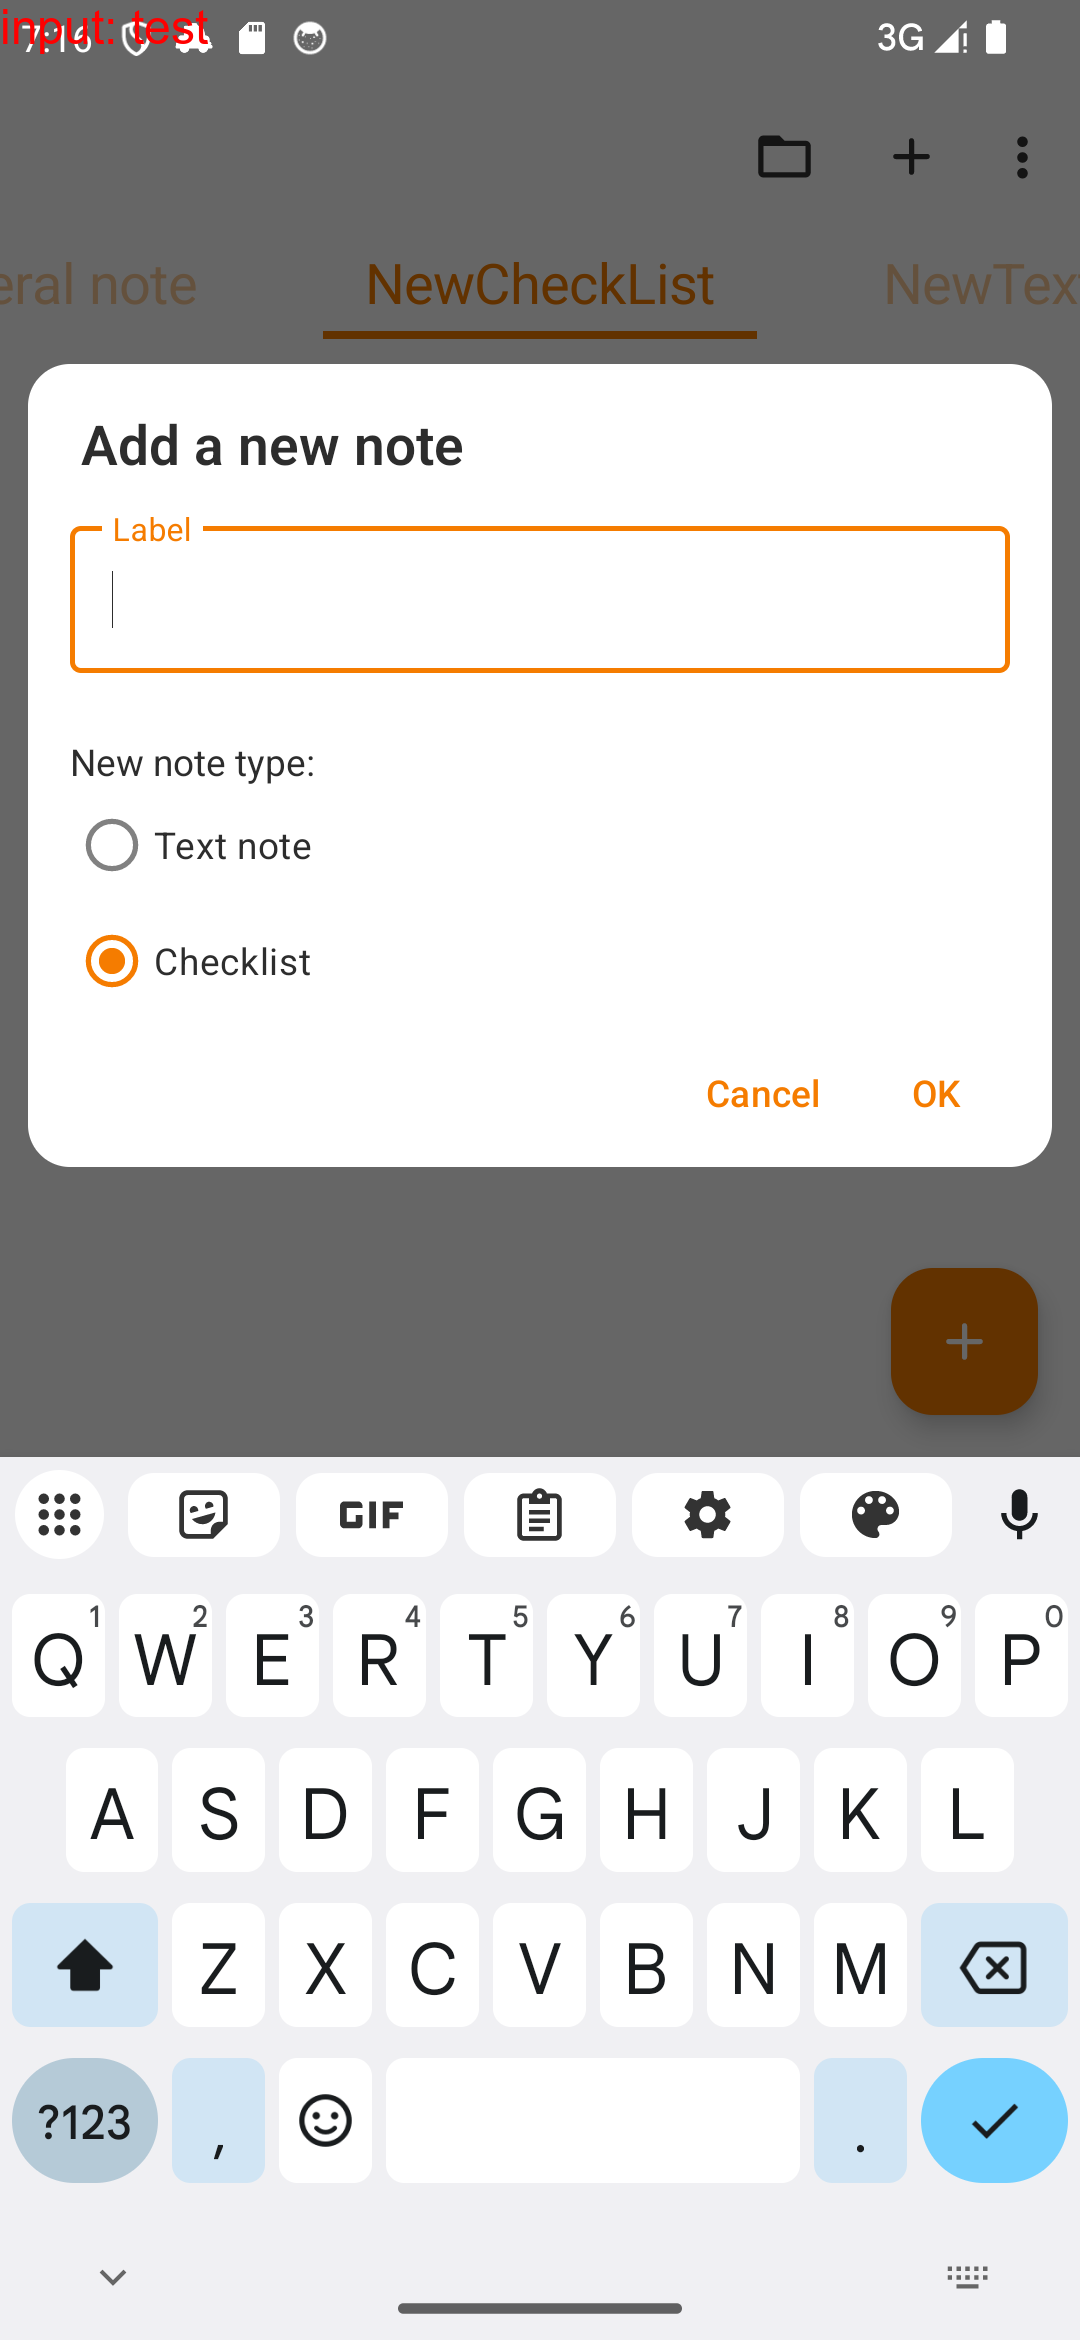 input: test
7:16
3G
eral note NewCheckList NewTex
Add a new note
Label
New note type:
Text note
Checklist
Cancel OK
GIF
Q1 W2 E3 R4 T5 Y6 U7 I8 O9 P0
A S D F G H J K L
Z X C V B N M
?123 , .